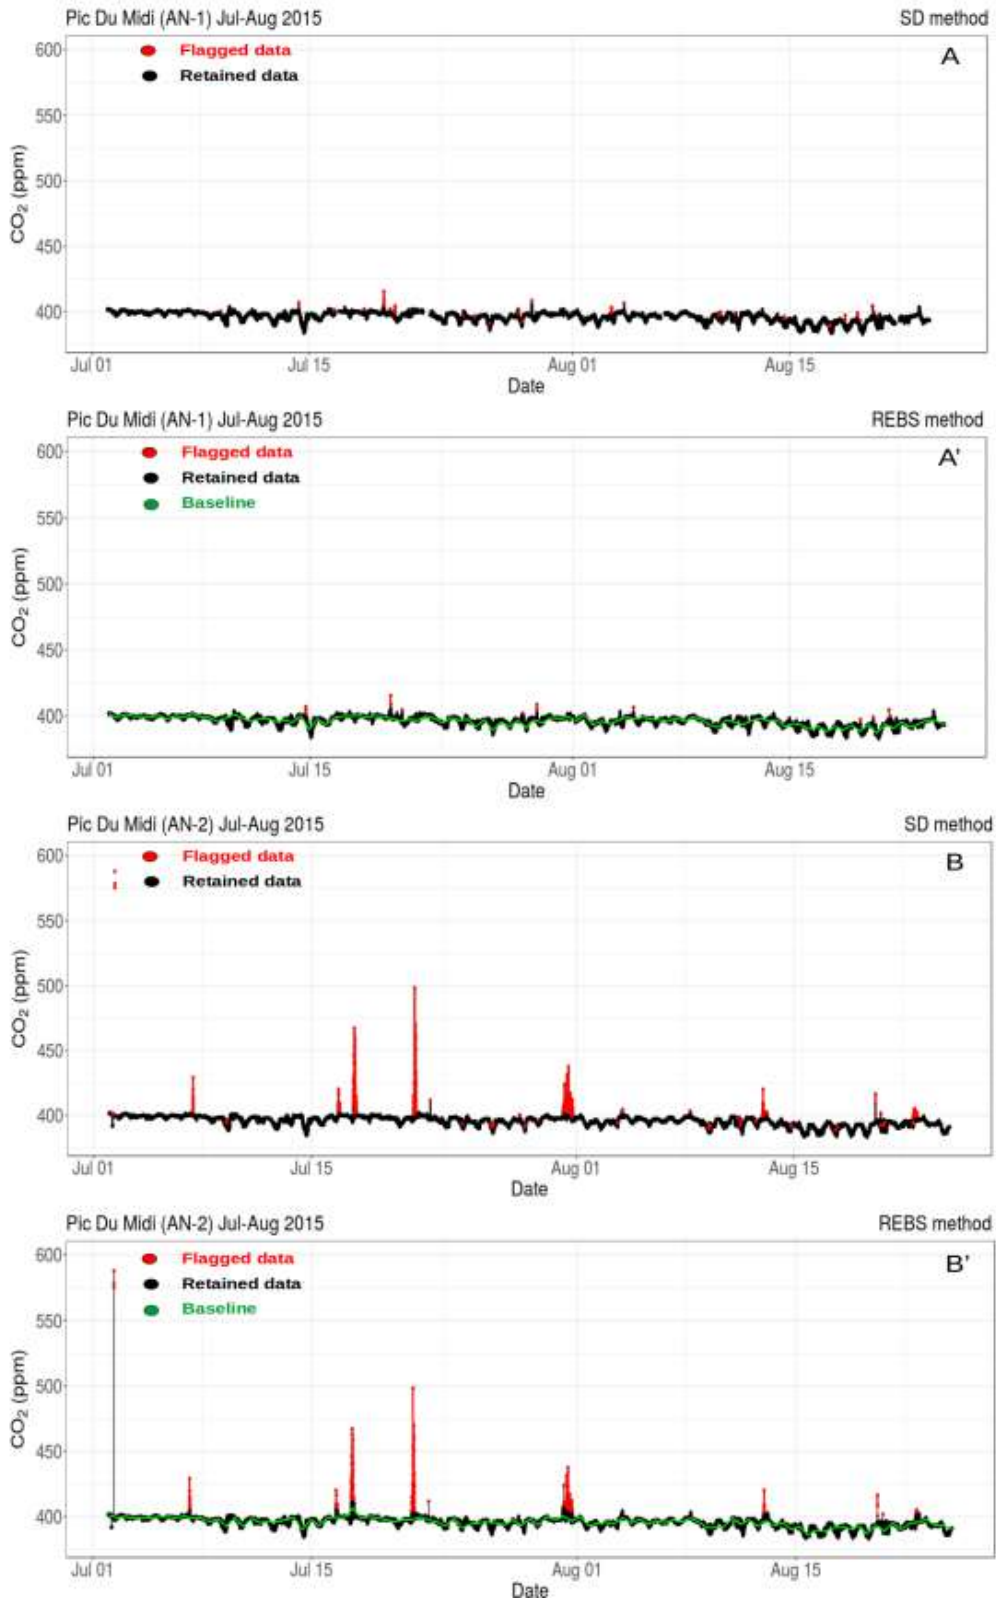 Pic Du Midi (AN-1) Jul-Aug 2015 SD method
600 Flagged data A
Retained data
550
500
450
400
CO₂ (ppm)
Jul 01 Jul 15 Aug 01 Aug 15
Date
Pic Du Midi (AN-1) Jul-Aug 2015 REBS method
600 Flagged data A'
Retained data
Baseline
550
500
450
400
CO₂ (ppm)
Jul 01 Jul 15 Aug 01 Aug 15
Date
Pic Du Midi (AN-2) Jul-Aug 2015 SD method
600 Flagged data B
Retained data
550
500
450
400
CO₂ (ppm)
Jul 01 Jul 15 Aug 01 Aug 15
Date
Pic Du Midi (AN-2) Jul-Aug 2015 REBS method
600 Flagged data B'
Retained data
Baseline
550
500
450
400
CO₂ (ppm)
Jul 01 Jul 15 Aug 01 Aug 15
Date